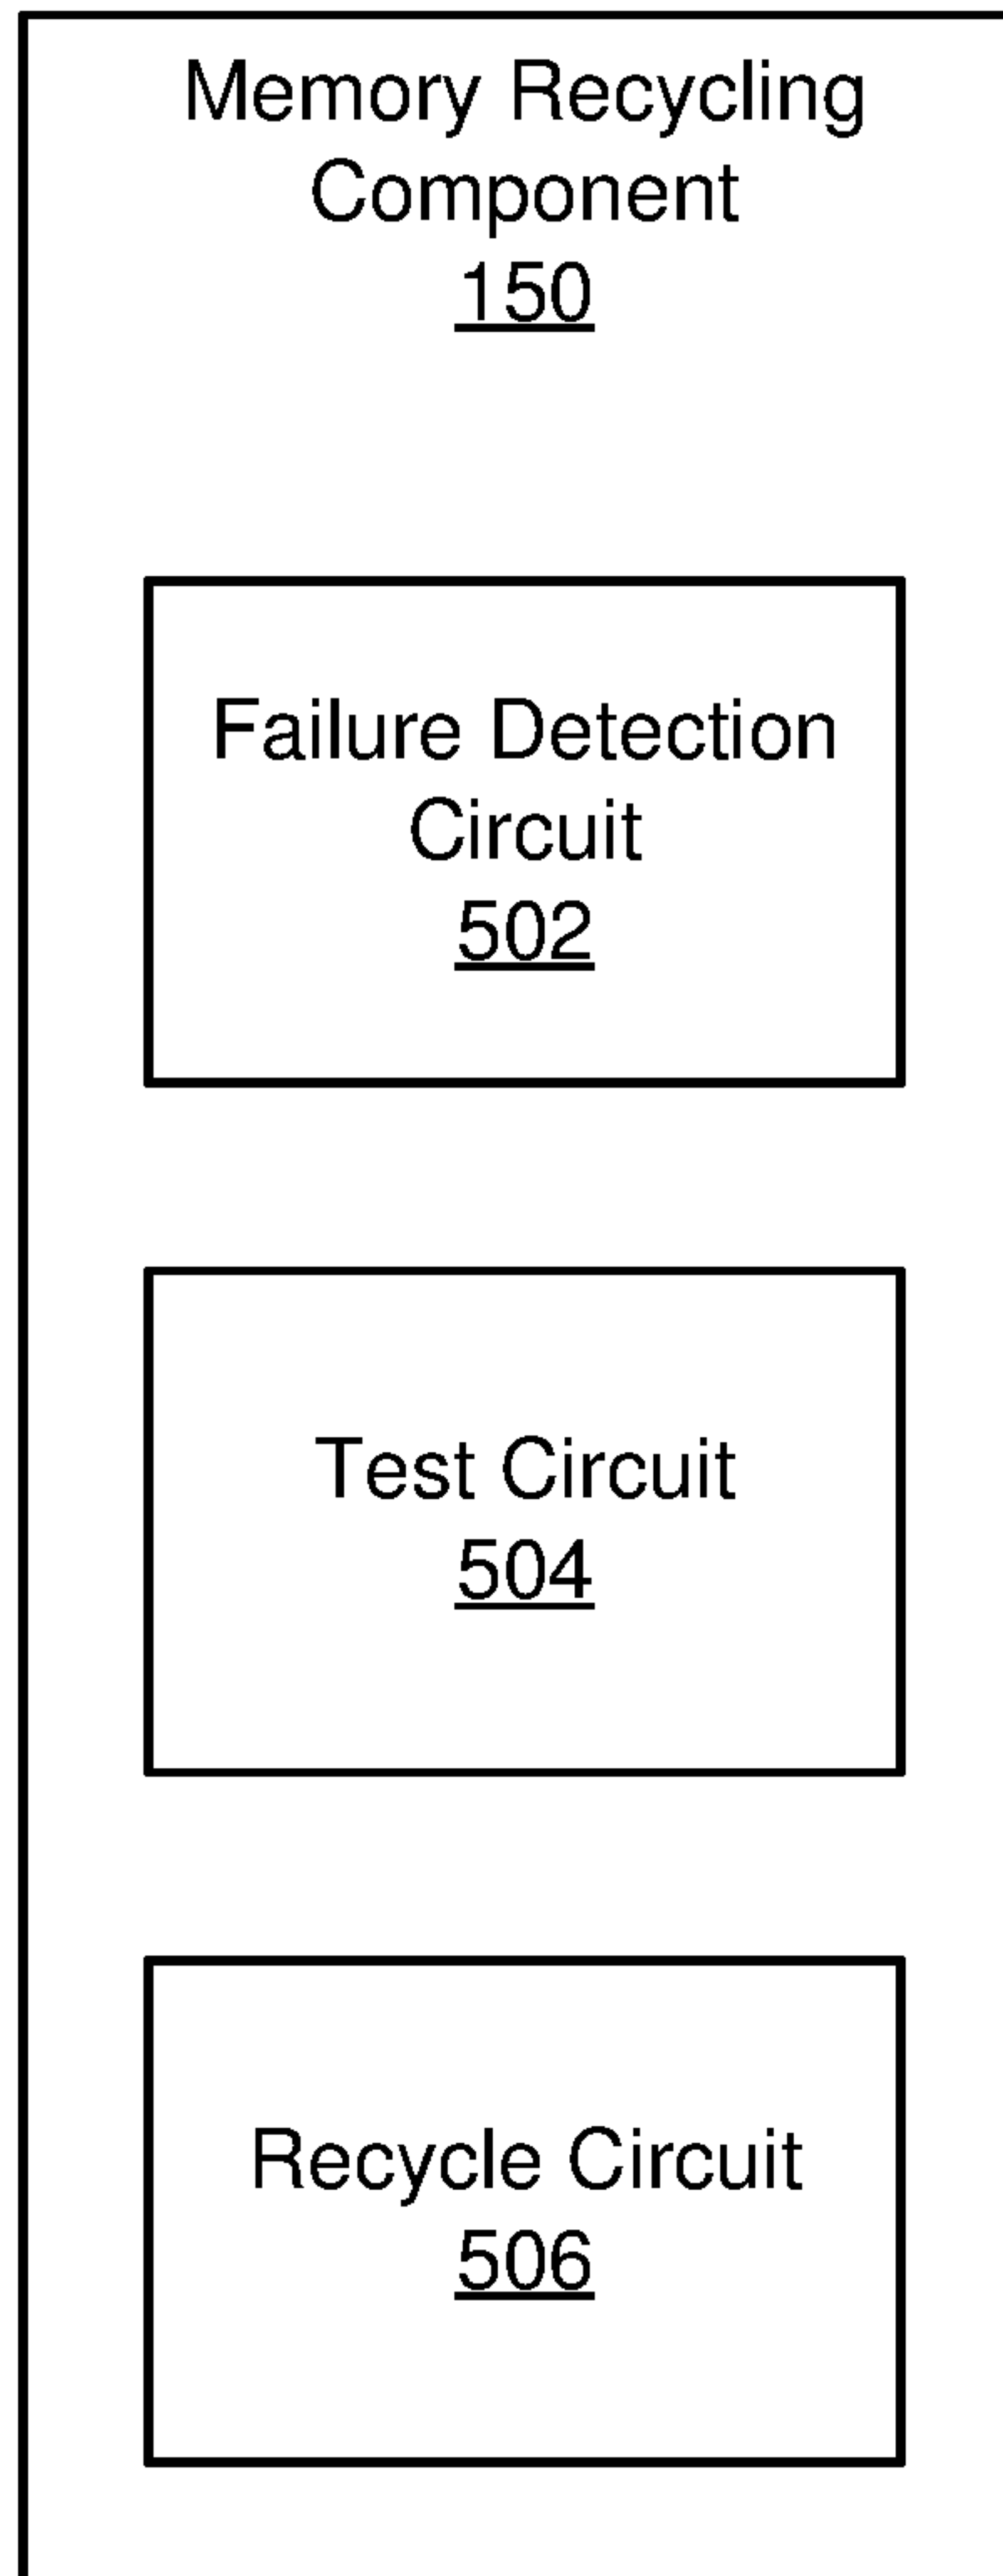 Memory Recycling
Component
150
Failure Detection
Circuit
502
Test Circuit
504
Recycle Circuit
506